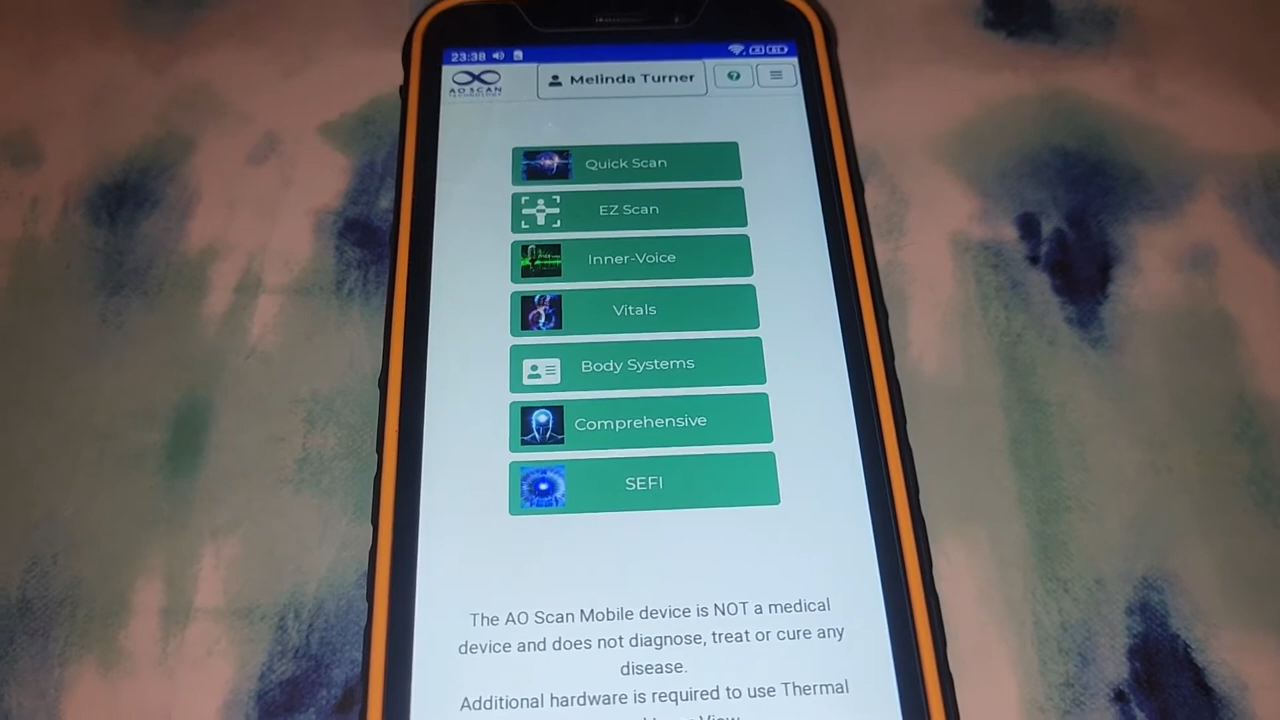 23:38
AO SCAN
TECHNOLOGY
Melinda Turner
?
Quick Scan
EZ Scan
Inner-Voice
Vitals
Body Systems
Comprehensive
SEFI
The AO Scan Mobile device is NOT a medical
device and does not diagnose, treat or cure any
disease.
Additional hardware is required to use Thermal
View